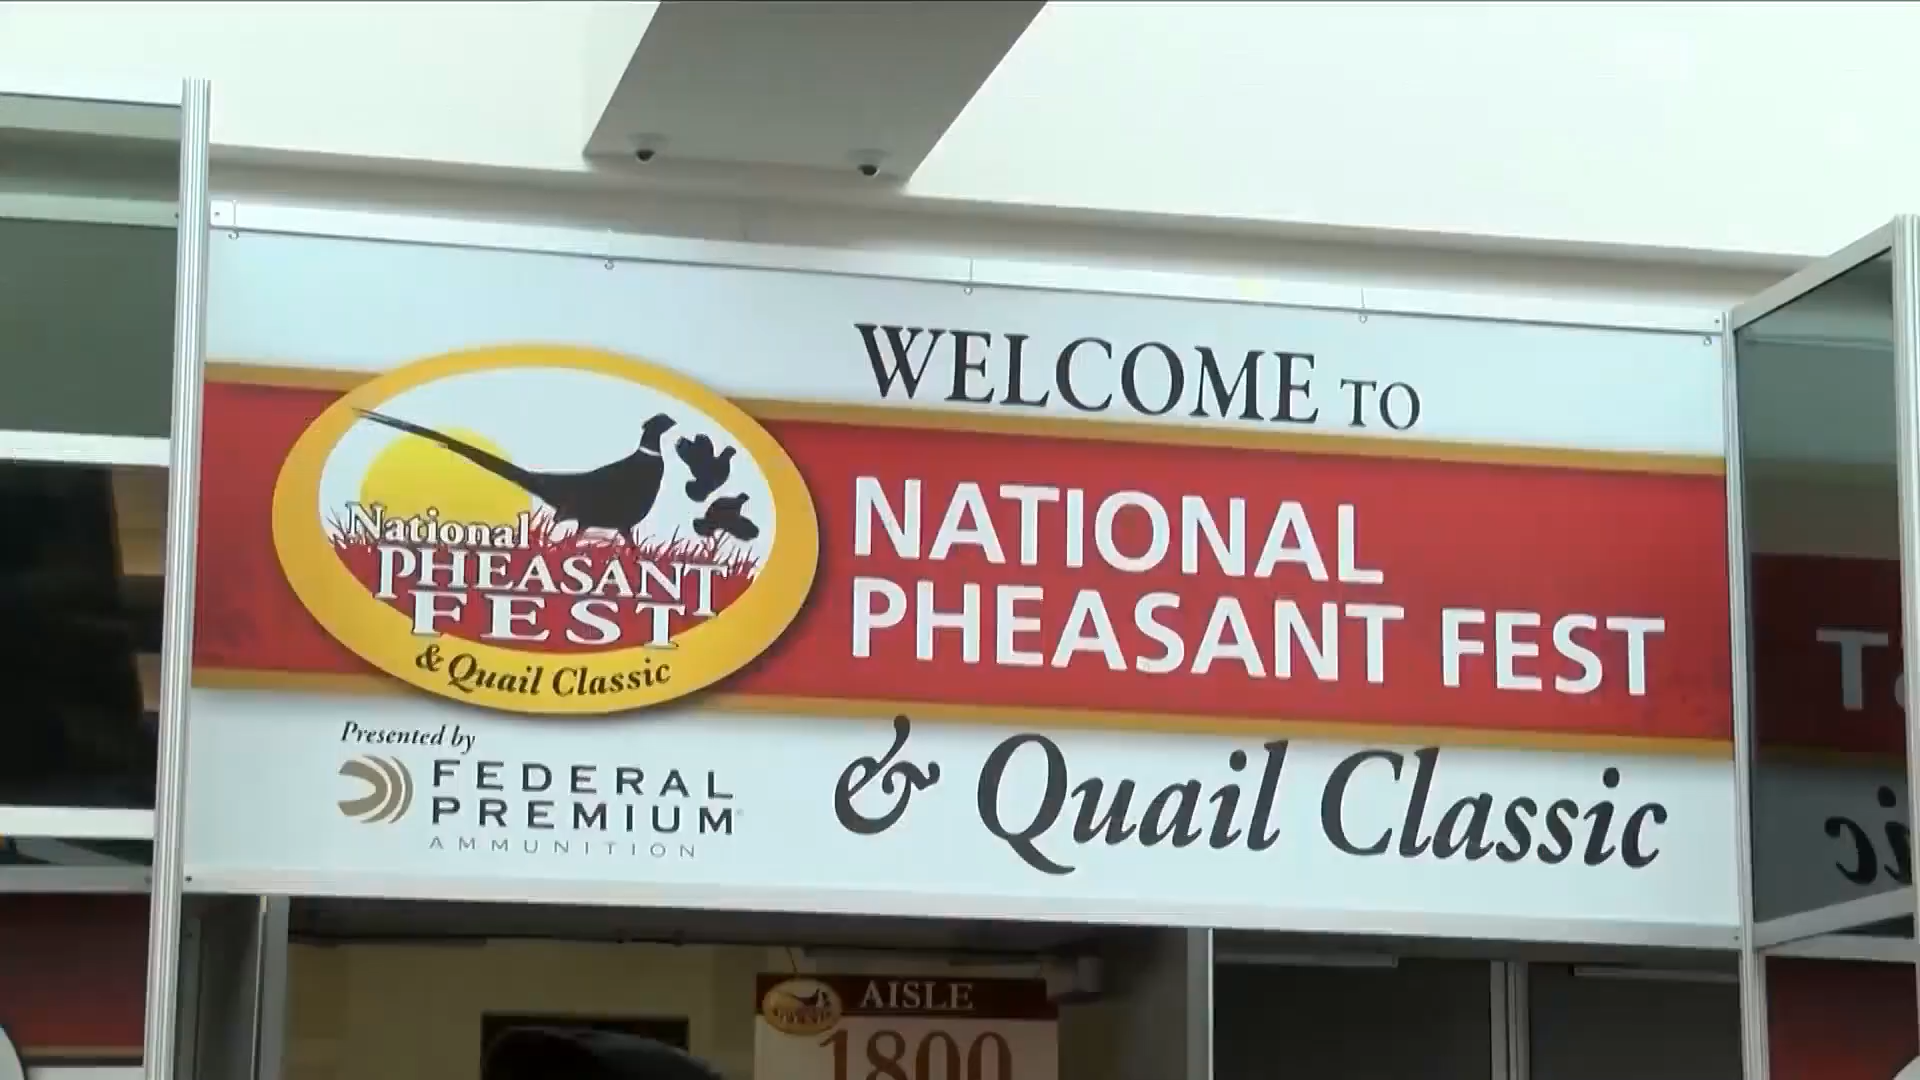 WELCOME TO
NATIONAL
PHEASANT FEST
& Quail Classic
National
PHEASANT
FEST
& Quail Classic
Presented by
FEDERAL
PREMIUM
AMMUNITION
AISLE
1800